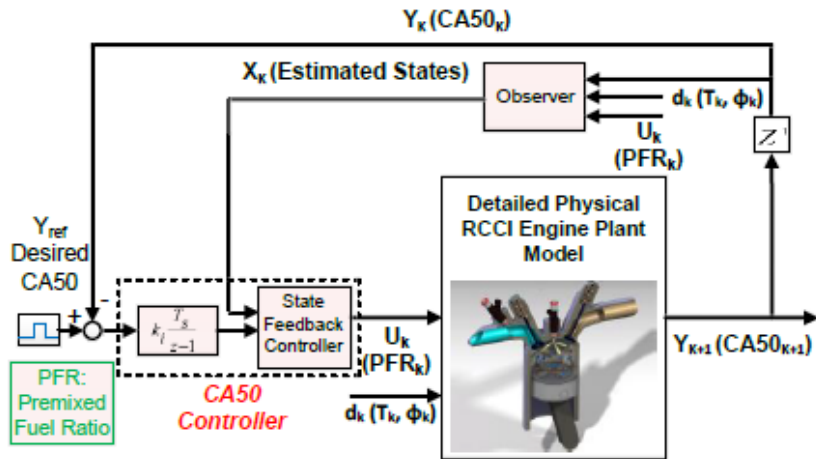 Y_K (CA50_K)
X_K (Estimated States)
Observer
d_k (T_k, ϕ_k)
U_k
(PFR_k)
Z^-1
Detailed Physical
RCCI Engine Plant
Model
Y_ref
Desired
CA50
+
-
k_i T_s / z-1
State
Feedback
Controller
U_k
(PFR_k)
Y_K+1 (CA50_K+1)
PFR:
Premixed
Fuel Ratio
CA50
Controller
d_k (T_k, ϕ_k)